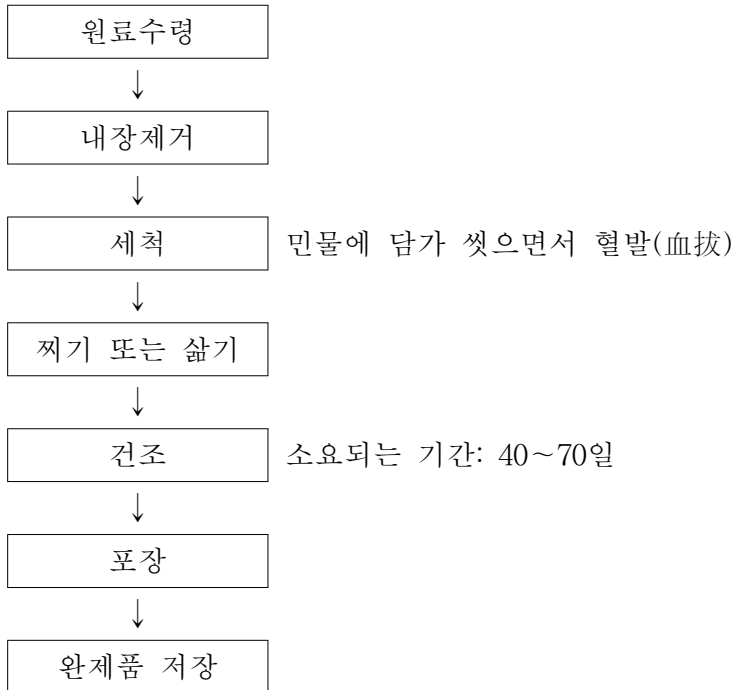 원료수령
↓
내장제거
↓
세척 민물에 담가 씻으면서 혈발(血拔)
↓
찌기 또는 삶기
↓
건조 소요되는 기간: 40~70일
↓
포장
↓
완제품 저장